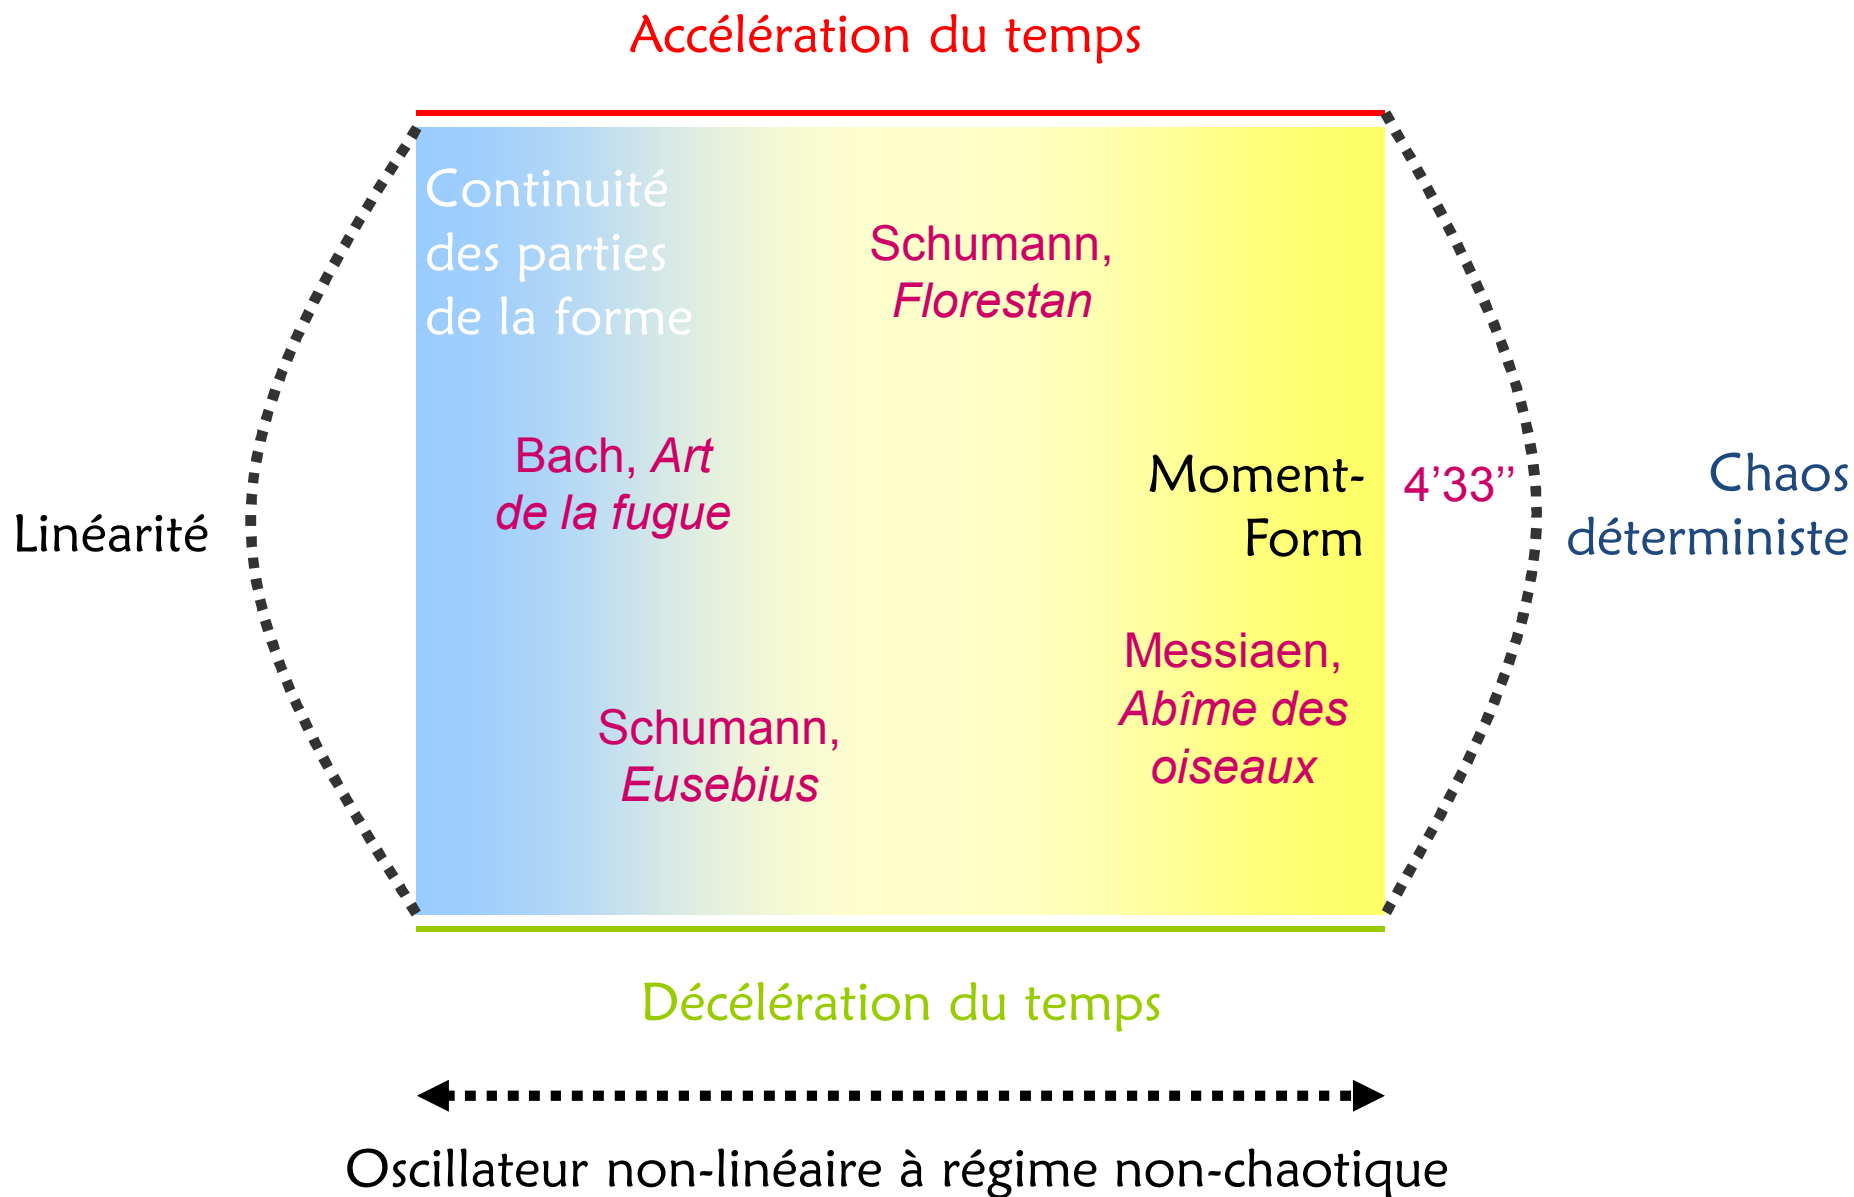 Accélération du temps
Continuité
des parties
de la forme
Schumann,
Florestan
Bach, Art
de la fugue
Moment-
Form
4’33’’
Chaos
déterministe
Linéarité
Messiaen,
Abîme des
oiseaux
Schumann,
Eusebius
Décélération du temps
Oscillateur non-linéaire à régime non-chaotique